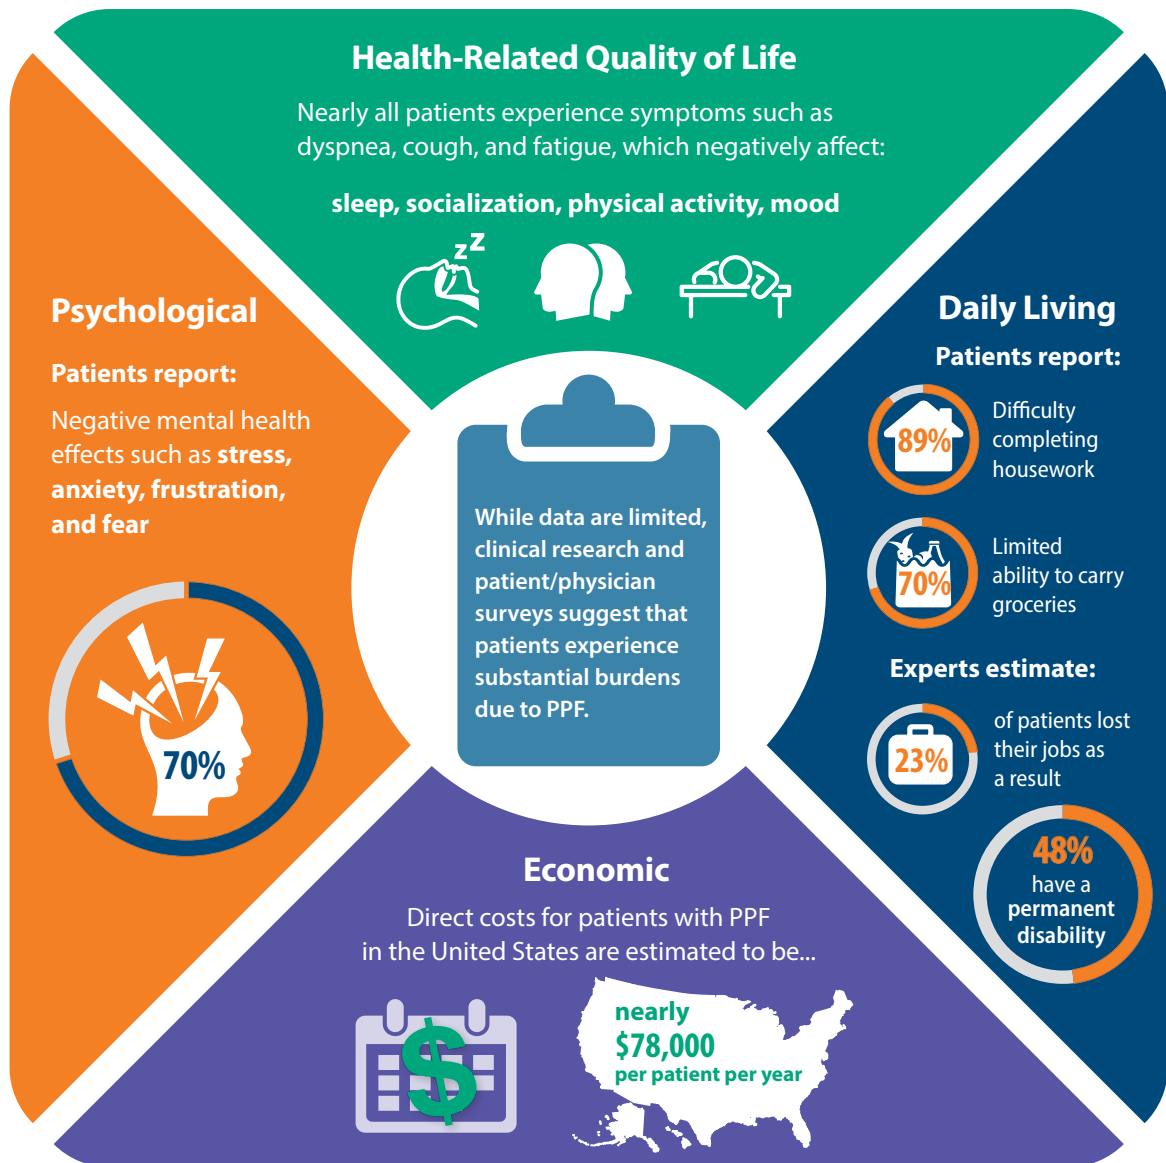 Health-Related Quality of Life
Nearly all patients experience symptoms such as
dyspnea, cough, and fatigue, which negatively affect:
sleep, socialization, physical activity, mood
z Z
Psychological
Patients report:
Negative mental health
effects such as stress,
anxiety, frustration,
and fear
70%
While data are limited,
clinical research and
patient/physician
surveys suggest that
patients experience
substantial burdens
due to PPF.
Daily Living
Patients report:
89%
Difficulty
completing
housework
70%
Limited
ability to carry
groceries
Experts estimate:
23%
of patients lost
their jobs as
a result
48%
have a
permanent
disability
Economic
Direct costs for patients with PPF
in the United States are estimated to be...
$
nearly
$78,000
per patient per year